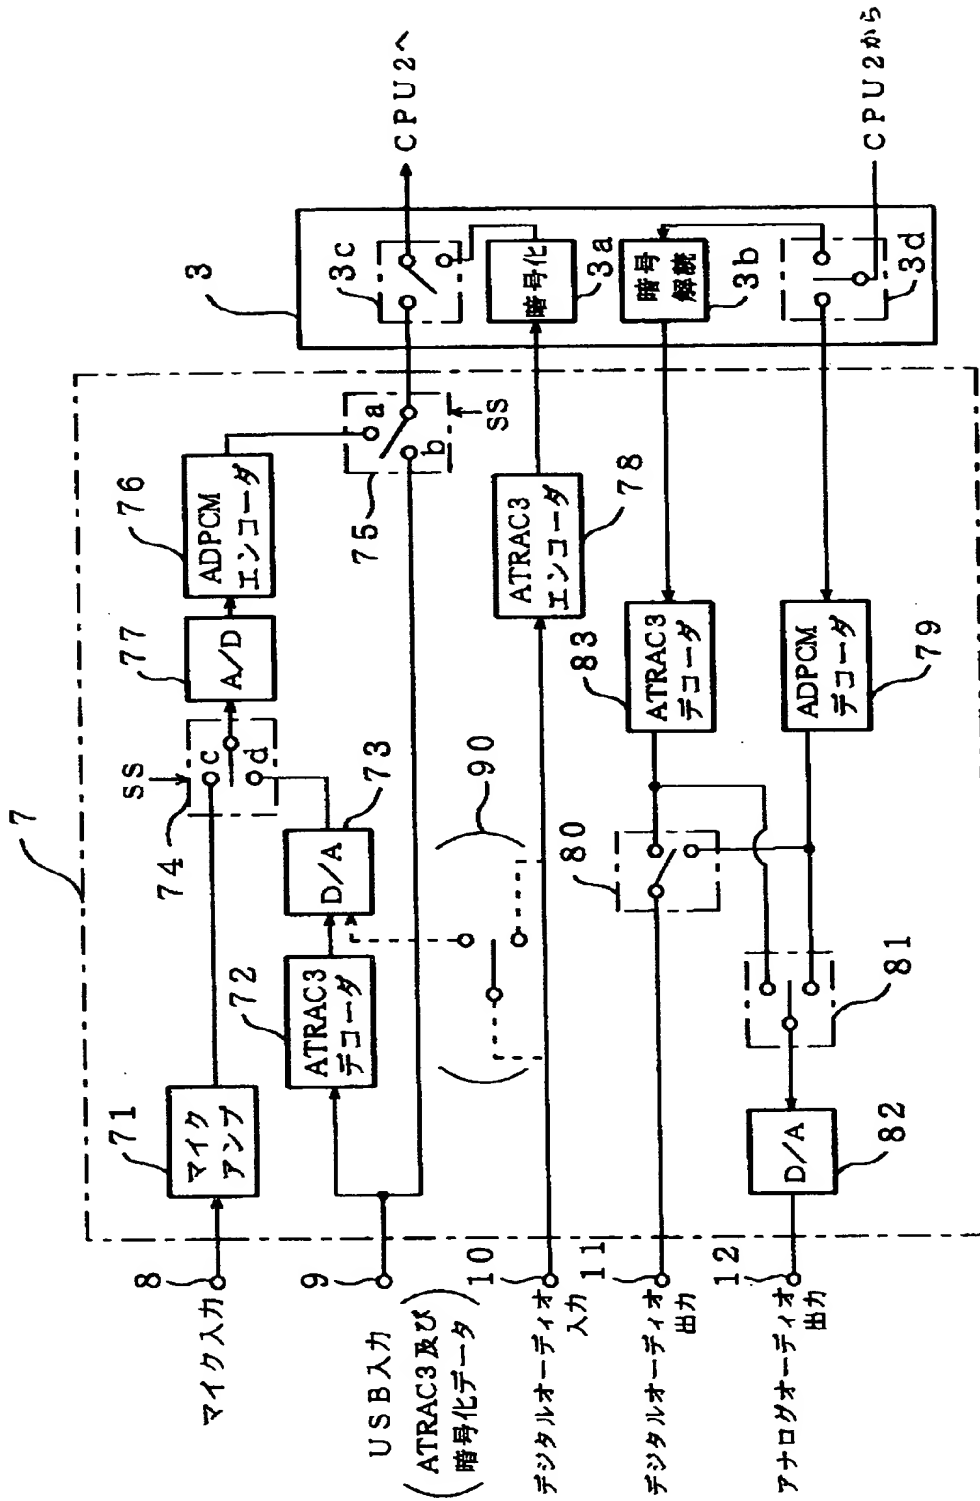 7
8
マイク入力
71
マイク
アンプ
SS
74
c
d
77
A/D
76
ADPCM
エンコーダ
3
CPU2へ
9
USB入力
(ATRAC3及び
暗号化データ)
72
ATRAC3
デコーダ
73
D/A
75
a
b
SS
3c
90
10
デジタルオーディオ
入力
ATRAC3
エンコーダ
78
暗号化
3a
11
デジタルオーディオ
出力
80
83
ATRAC3
デコーダ
暗号
解読
3b
12
アナログオーディオ
出力
D/A
82
81
ADPCM
デコーダ
79
3d
CPU2から